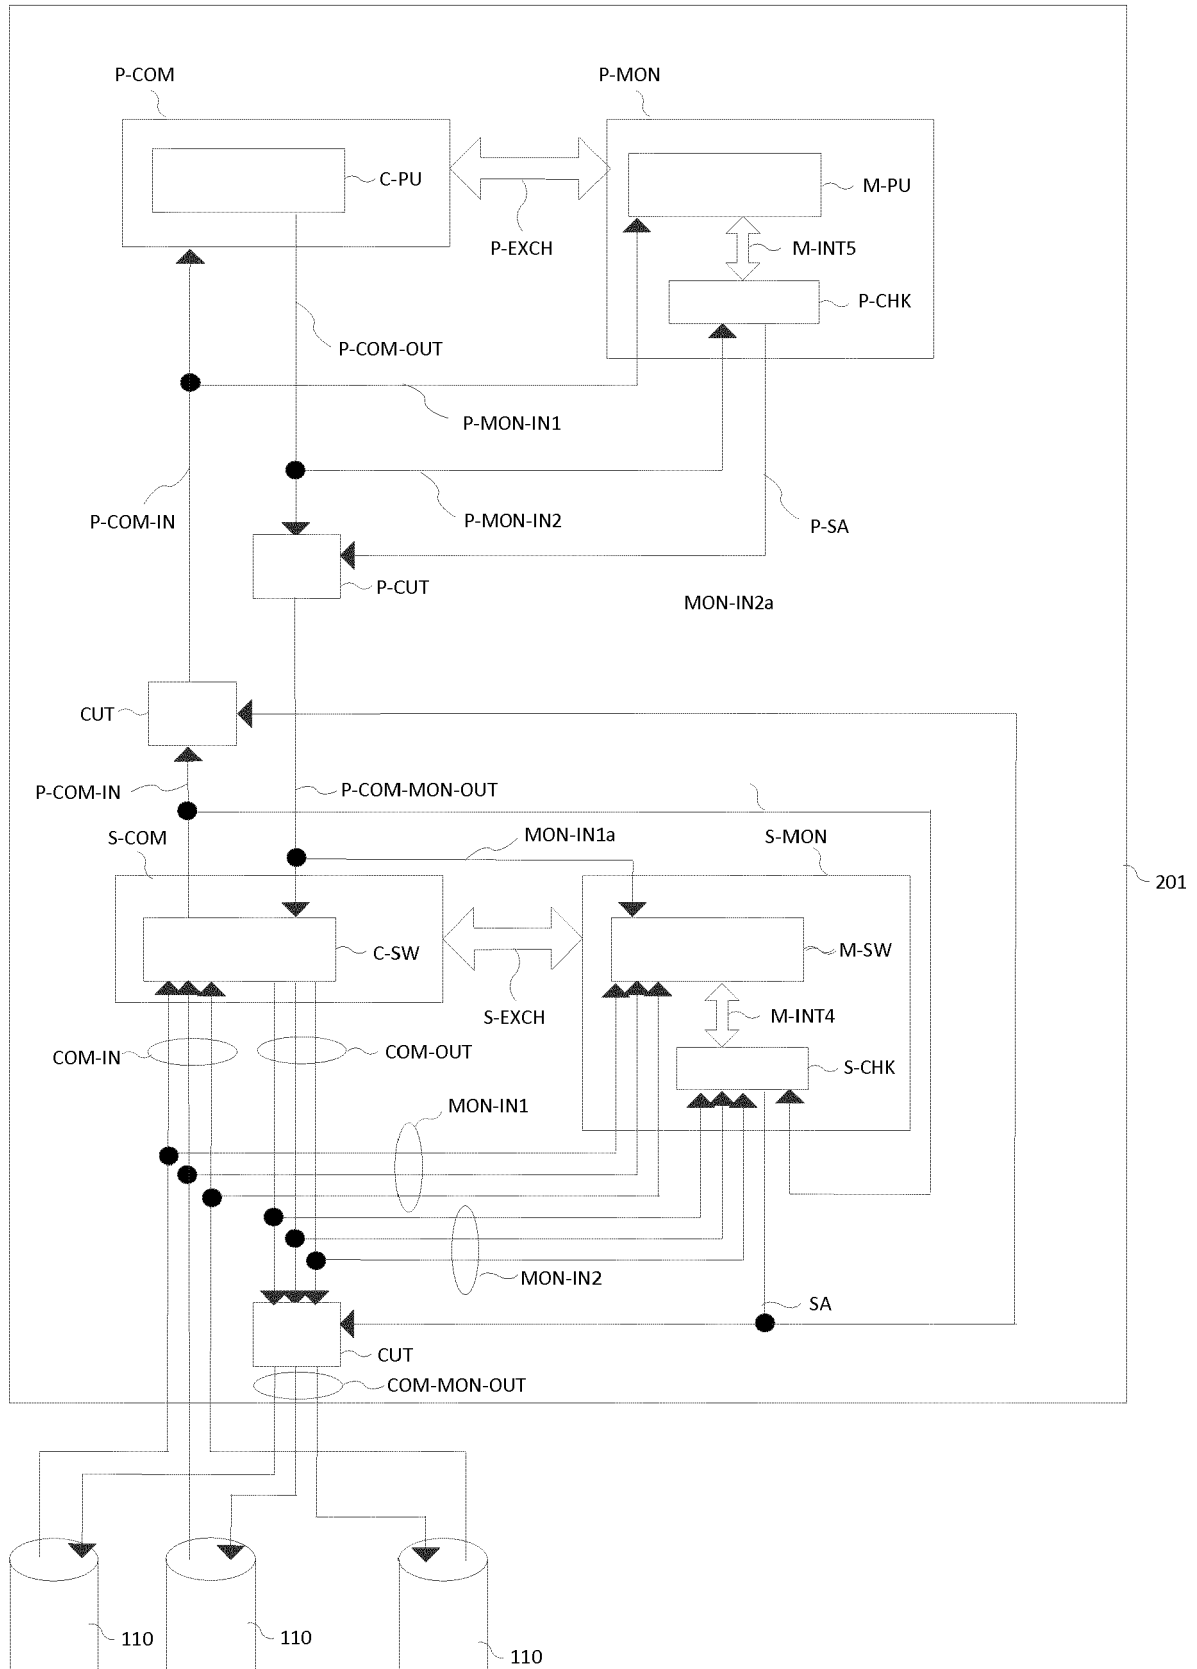 P-COM
P-MON
C-PU
M-PU
P-EXCH
M-INT5
P-CHK
P-COM-OUT
P-MON-IN1
P-COM-IN
P-MON-IN2
P-SA
P-CUT
MON-IN2a
CUT
P-COM-IN
P-COM-MON-OUT
S-COM
MON-IN1a
S-MON
201
C-SW
M-SW
S-EXCH
M-INT4
COM-IN
COM-OUT
S-CHK
MON-IN1
MON-IN2
SA
CUT
COM-MON-OUT
110
110
110